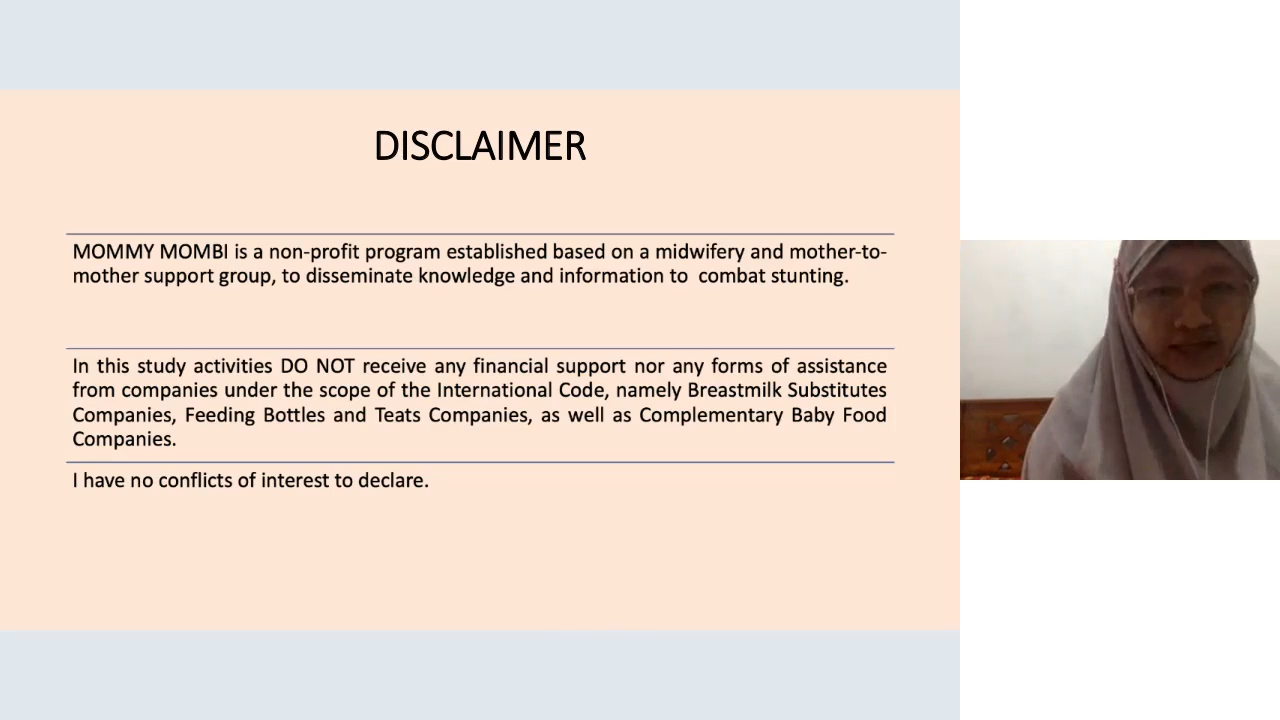 DISCLAIMER
MOMMY MOMBI is a non-profit program established based on a midwifery and mother-to-
mother support group, to disseminate knowledge and information to combat stunting.
In this study activities DO NOT receive any financial support nor any forms of assistance
from companies under the scope of the International Code, namely Breastmilk Substitutes
Companies, Feeding Bottles and Teats Companies, as well as Complementary Baby Food
Companies.
I have no conflicts of interest to declare.